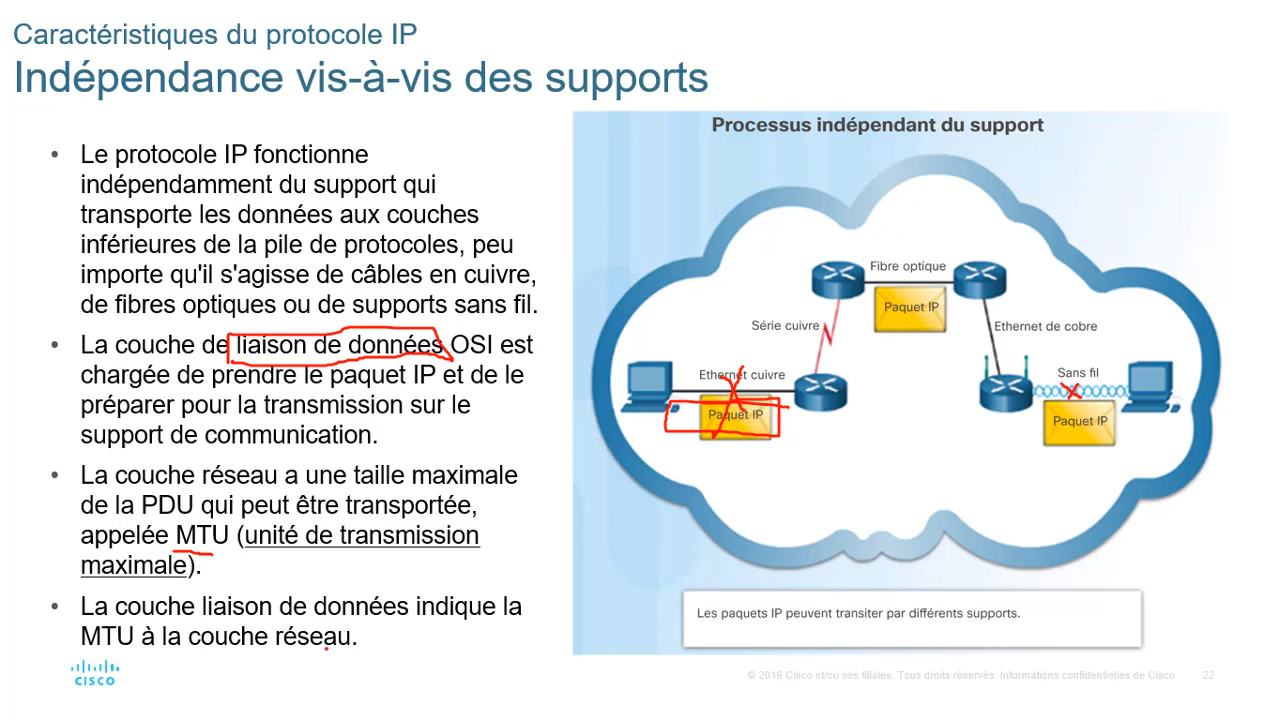 Caractéristiques du protocole IP
Indépendance vis-à-vis des supports
• Le protocole IP fonctionne
indépendamment du support qui
transporte les données aux couches
inférieures de la pile de protocoles, peu
importe qu'il s'agisse de câbles en cuivre,
de fibres optiques ou de supports sans fil.
• La couche de liaison de données OSI est
chargée de prendre le paquet IP et de le
préparer pour la transmission sur le
support de communication.
• La couche réseau a une taille maximale
de la PDU qui peut être transportée,
appelée MTU (unité de transmission
maximale).
• La couche liaison de données indique la
MTU à la couche réseau.
Processus indépendant du support
Fibre optique
Paquet IP
Série cuivre
Ethernet de cobre
Ethernet cuivre
Sans fil
Paquet IP
Paquet IP
Les paquets IP peuvent transiter par différents supports.
CISCO
© 2016 Cisco et/ou ses filiales. Tous droits réservés. Informations confidentielles de Cisco
22